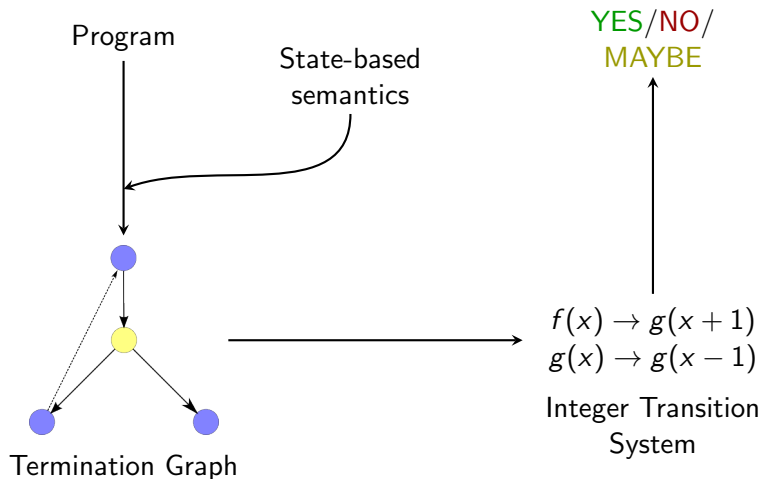 Program
State-based
semantics
YES/NO/
MAYBE
f(x) → g(x + 1)
g(x) → g(x − 1)
Integer Transition
System
Termination Graph